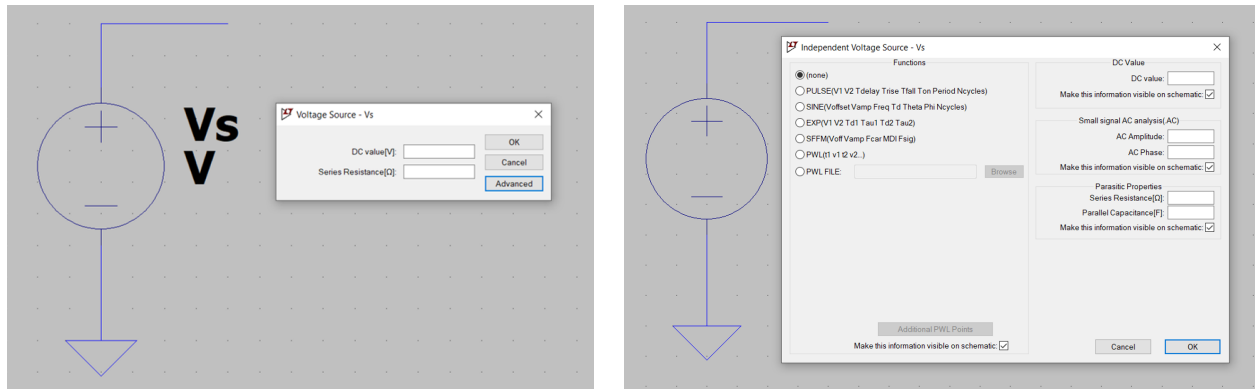 Vs
V
Voltage Source - Vs
DC value[V]:
Series Resistance[Ω]:
OK
Cancel
Advanced
Independent Voltage Source - Vs
Functions
(none)
PULSE(V1 V2 Tdelay Trise Tfall Ton Period Ncycles)
SINE(Voffset Vamp Freq Td Theta Phi Ncycles)
EXP(V1 V2 Td1 Tau1 Td2 Tau2)
SFFM(Voff Vamp Fcar MDI Fsig)
PWL(t1 v1 t2 v2...)
PWL FILE:
Browse
Additional PWL Points
Make this information visible on schematic:
DC Value
DC value:
Make this information visible on schematic:
Small signal AC analysis(.AC)
AC Amplitude:
AC Phase:
Make this information visible on schematic:
Parasitic Properties
Series Resistance[Ω]:
Parallel Capacitance[F]:
Make this information visible on schematic:
Cancel
OK